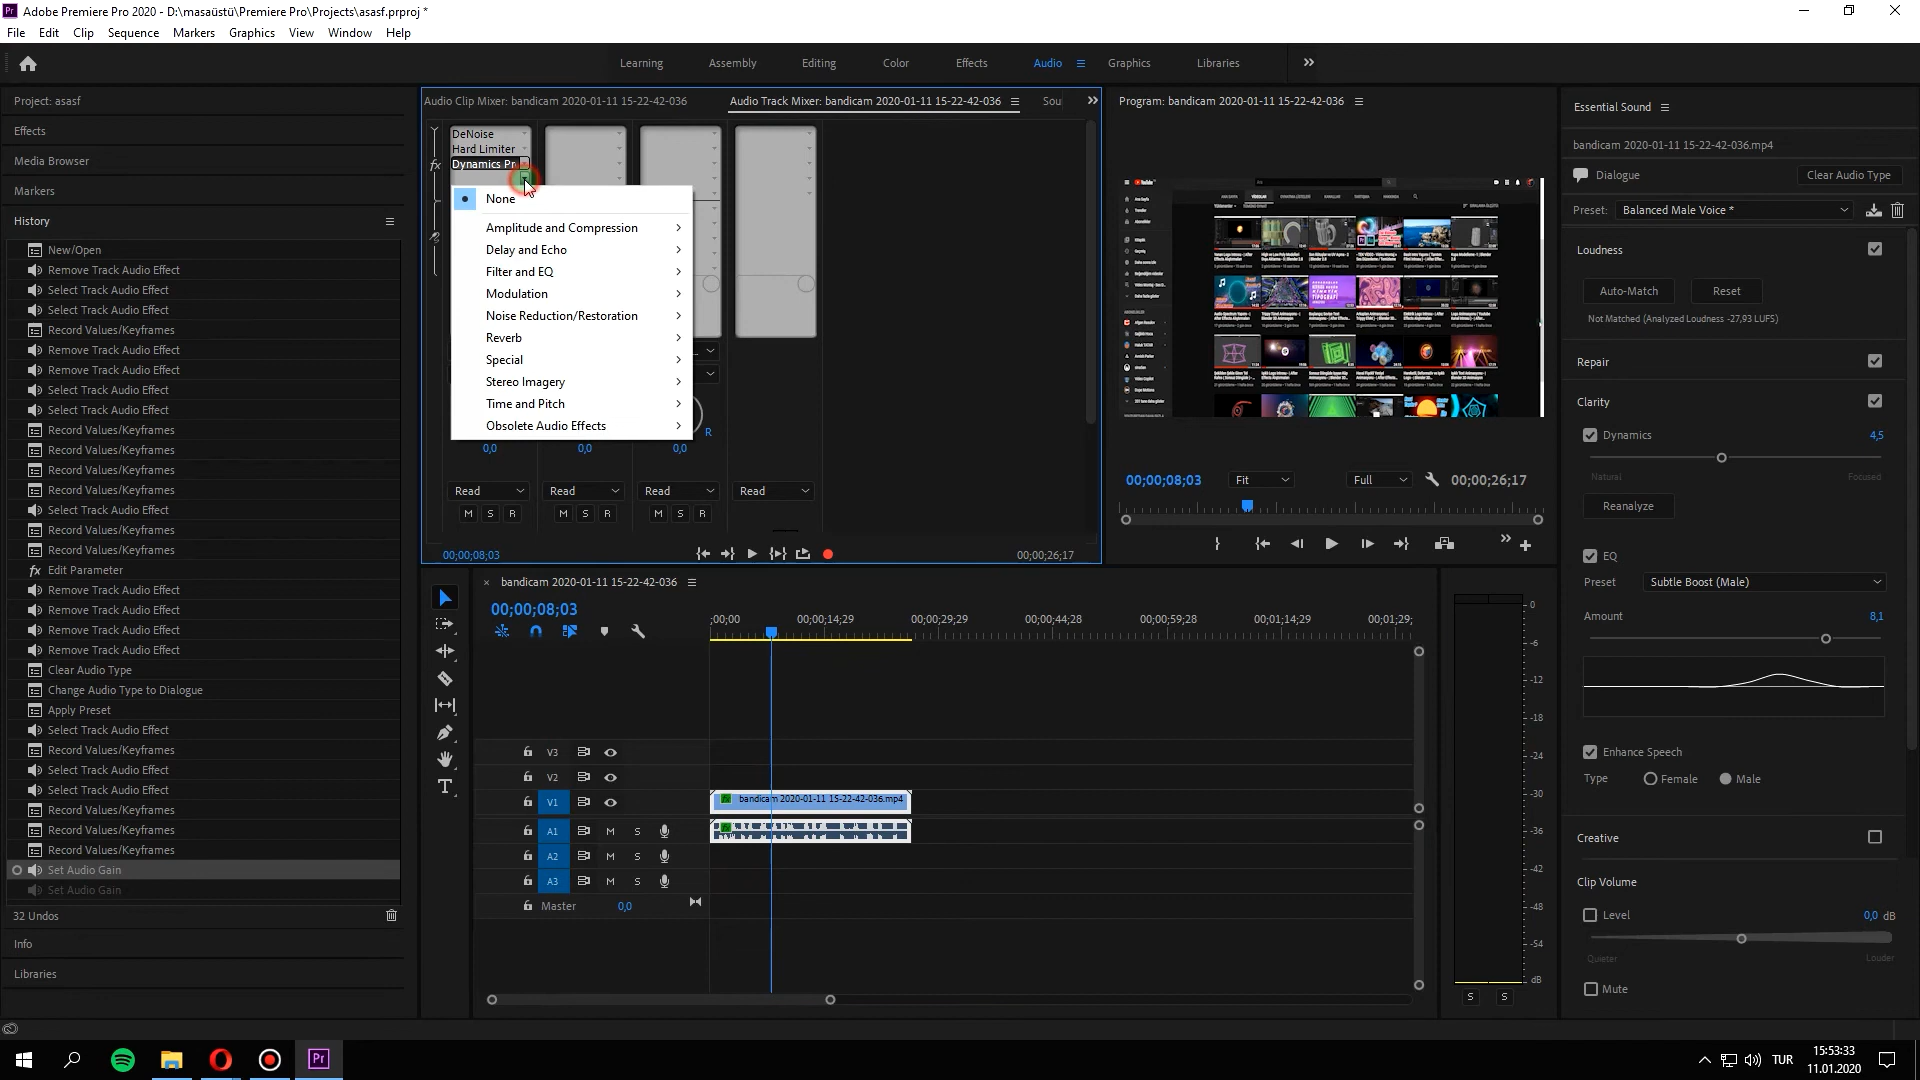 Adobe Premiere Pro 2020 - D:\masaüstü\Premiere Pro\Projects\asasf.prproj *
File Edit Clip Sequence Markers Graphics View Window Help
Learning Assembly Editing Color Effects Audio Graphics Libraries
Project: asasf
Effects
Media Browser
Markers
History
New/Open
Remove Track Audio Effect
Select Track Audio Effect
Select Track Audio Effect
Record Values/Keyframes
Remove Track Audio Effect
Remove Track Audio Effect
Select Track Audio Effect
Select Track Audio Effect
Record Values/Keyframes
Record Values/Keyframes
Record Values/Keyframes
Record Values/Keyframes
Select Track Audio Effect
Record Values/Keyframes
Record Values/Keyframes
Edit Parameter
Remove Track Audio Effect
Remove Track Audio Effect
Remove Track Audio Effect
Remove Track Audio Effect
Clear Audio Type
Change Audio Type to Dialogue
Apply Preset
Select Track Audio Effect
Record Values/Keyframes
Select Track Audio Effect
Select Track Audio Effect
Record Values/Keyframes
Record Values/Keyframes
Record Values/Keyframes
Set Audio Gain
Set Audio Gain
32 Undos
Info
Libraries
Audio Clip Mixer: bandicam 2020-01-11 15-22-42-036 Audio Track Mixer: bandicam 2020-01-11 15-22-42-036 Sou
DeNoise
Hard Limiter
Dynamics Pr
None
Amplitude and Compression
Delay and Echo
Filter and EQ
Modulation
Noise Reduction/Restoration
Reverb
Special
Stereo Imagery
Time and Pitch
Obsolete Audio Effects
R
0,0 0,0 0,0
Read Read Read Read
M S R M S R M S R
00;00;08;03 00;00;26;17
Program: bandicam 2020-01-11 15-22-42-036
00;00;08;03 Fit Full 00;00;26;17
bandicam 2020-01-11 15-22-42-036
00;00;08;03
;00;00 00;00;14;29 00;00;29;29 00;00;44;28 00;00;59;28 00;01;14;29 00;01;29;
V3
V2
V1 bandicam 2020-01-11 15-22-42-036.mp4
A1 M S
A2 M S
A3 M S
Master 0,0
0
-6
-12
-18
-24
-30
-36
-42
-48
-54
dB
S S
Essential Sound
bandicam 2020-01-11 15-22-42-036.mp4
Dialogue Clear Audio Type
Preset: Balanced Male Voice *
Loudness
Auto-Match Reset
Not Matched (Analyzed Loudness -27,93 LUFS)
Repair
Clarity
Dynamics 4,5
Natural Focused
Reanalyze
EQ
Preset Subtle Boost (Male)
Amount 8,1
Enhance Speech
Type Female Male
Creative
Clip Volume
Level 0,0 dB
Quieter Louder
Mute
TUR
15:53:33
11.01.2020